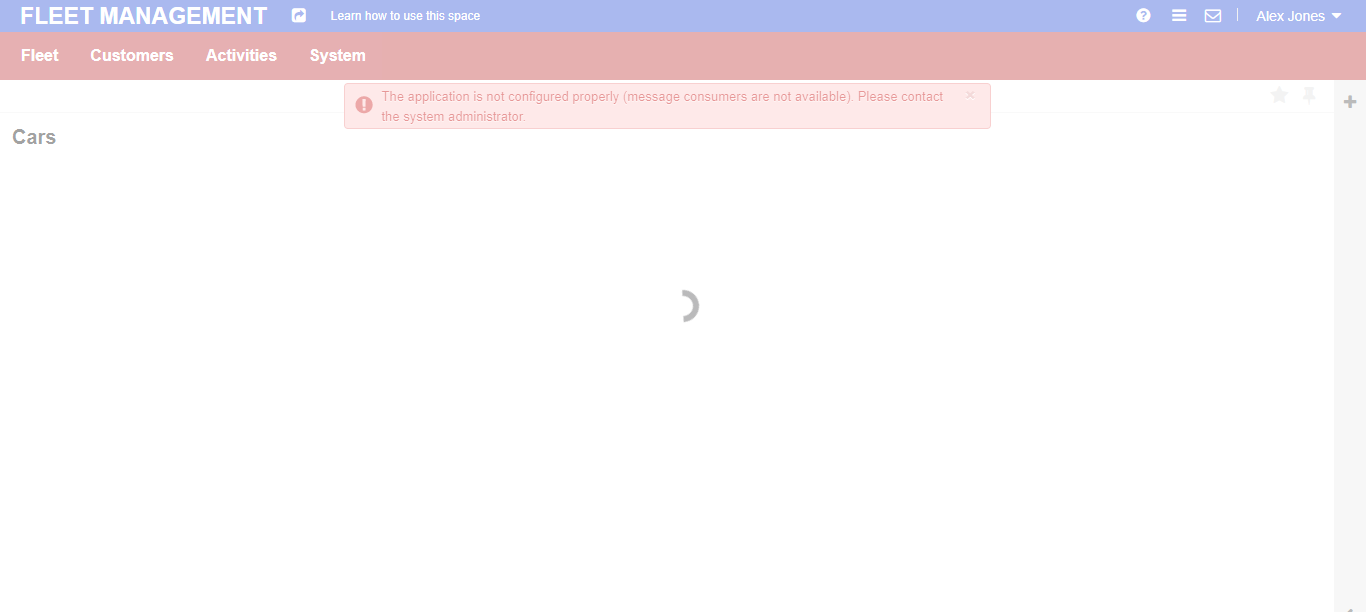 FLEET MANAGEMENT
Learn how to use this space
Alex Jones
Fleet
Customers
Activities
System
The application is not configured properly (message consumers are not available). Please contact
the system administrator.
Cars